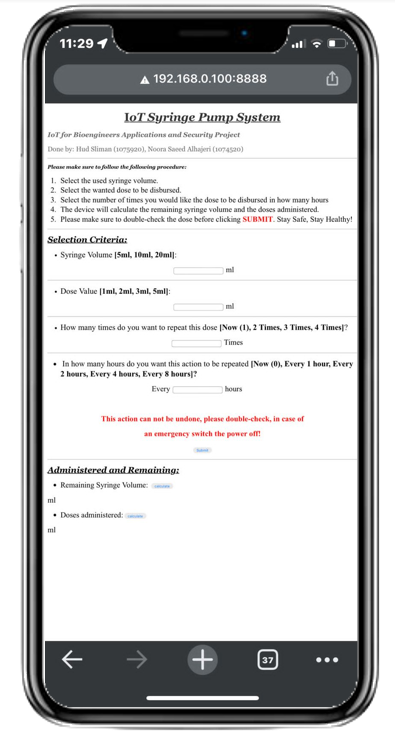 11:29
192.168.0.100:8888
IoT Syringe Pump System
IoT for Bioengineers Applications and Security Project
Done by: Hud Sliman (1075920), Noora Saeed Alhajeri (1074520)
Please make sure to follow the following procedure:
1. Select the used syringe volume.
2. Select the wanted dose to be disbursed.
3. Select the number of times you would like the dose to be disbursed in how many hours
4. The device will calculate the remaining syringe volume and the doses administered.
5. Please make sure to double-check the dose before clicking SUBMIT. Stay Safe, Stay Healthy!
Selection Criteria:
• Syringe Volume [5ml, 10ml, 20ml]:
ml
• Dose Value [1ml, 2ml, 3ml, 5ml]:
ml
• How many times do you want to repeat this dose [Now (1), 2 Times, 3 Times, 4 Times]?
Times
• In how many hours do you want this action to be repeated [Now (0), Every 1 hour, Every
2 hours, Every 4 hours, Every 8 hours]?
Every hours
This action can not be undone, please double-check, in case of
an emergency switch the power off!
Submit
Administered and Remaining:
• Remaining Syringe Volume:
ml
• Doses administered:
ml
37